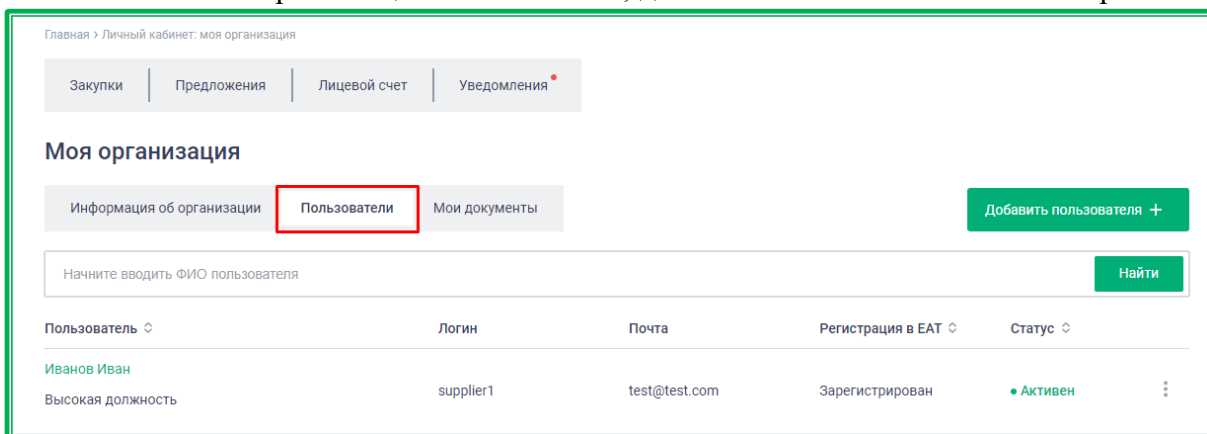 Главная > Личный кабинет: моя организация
Закупки Предложения Лицевой счет Уведомления
Моя организация
Информация об организации Пользователи Мои документы Добавить пользователя +
Начните вводить ФИО пользователя Найти
Пользователь Логин Почта Регистрация в ЕАТ Статус
Иванов Иван
Высокая должность supplier1 test@test.com Зарегистрирован • Активен